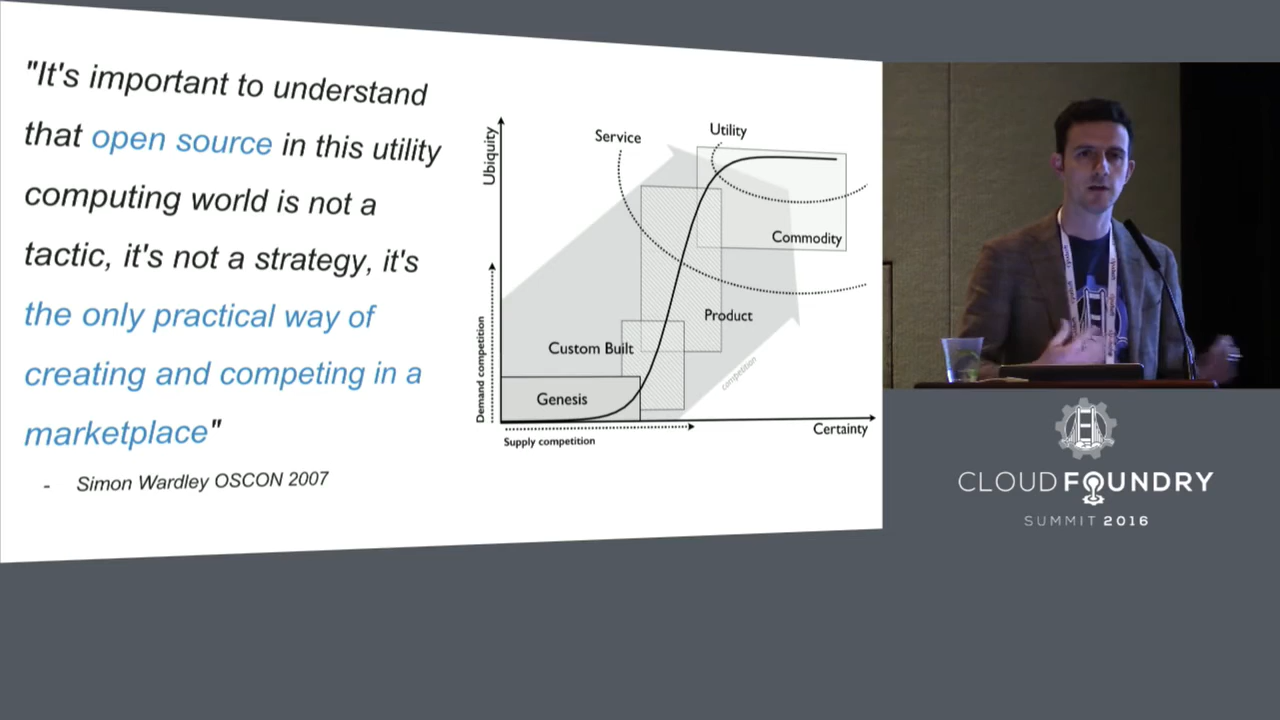 "It's important to understand
that open source in this utility
computing world is not a
tactic, it's not a strategy, it's
the only practical way of
creating and competing in a
marketplace"
- Simon Wardley OSCON 2007
Ubiquity
Service
Utility
Commodity
Product
Custom Built
Genesis
Demand competition
competition
Supply competition
Certainty
CLOUD FOUNDRY
SUMMIT 2016